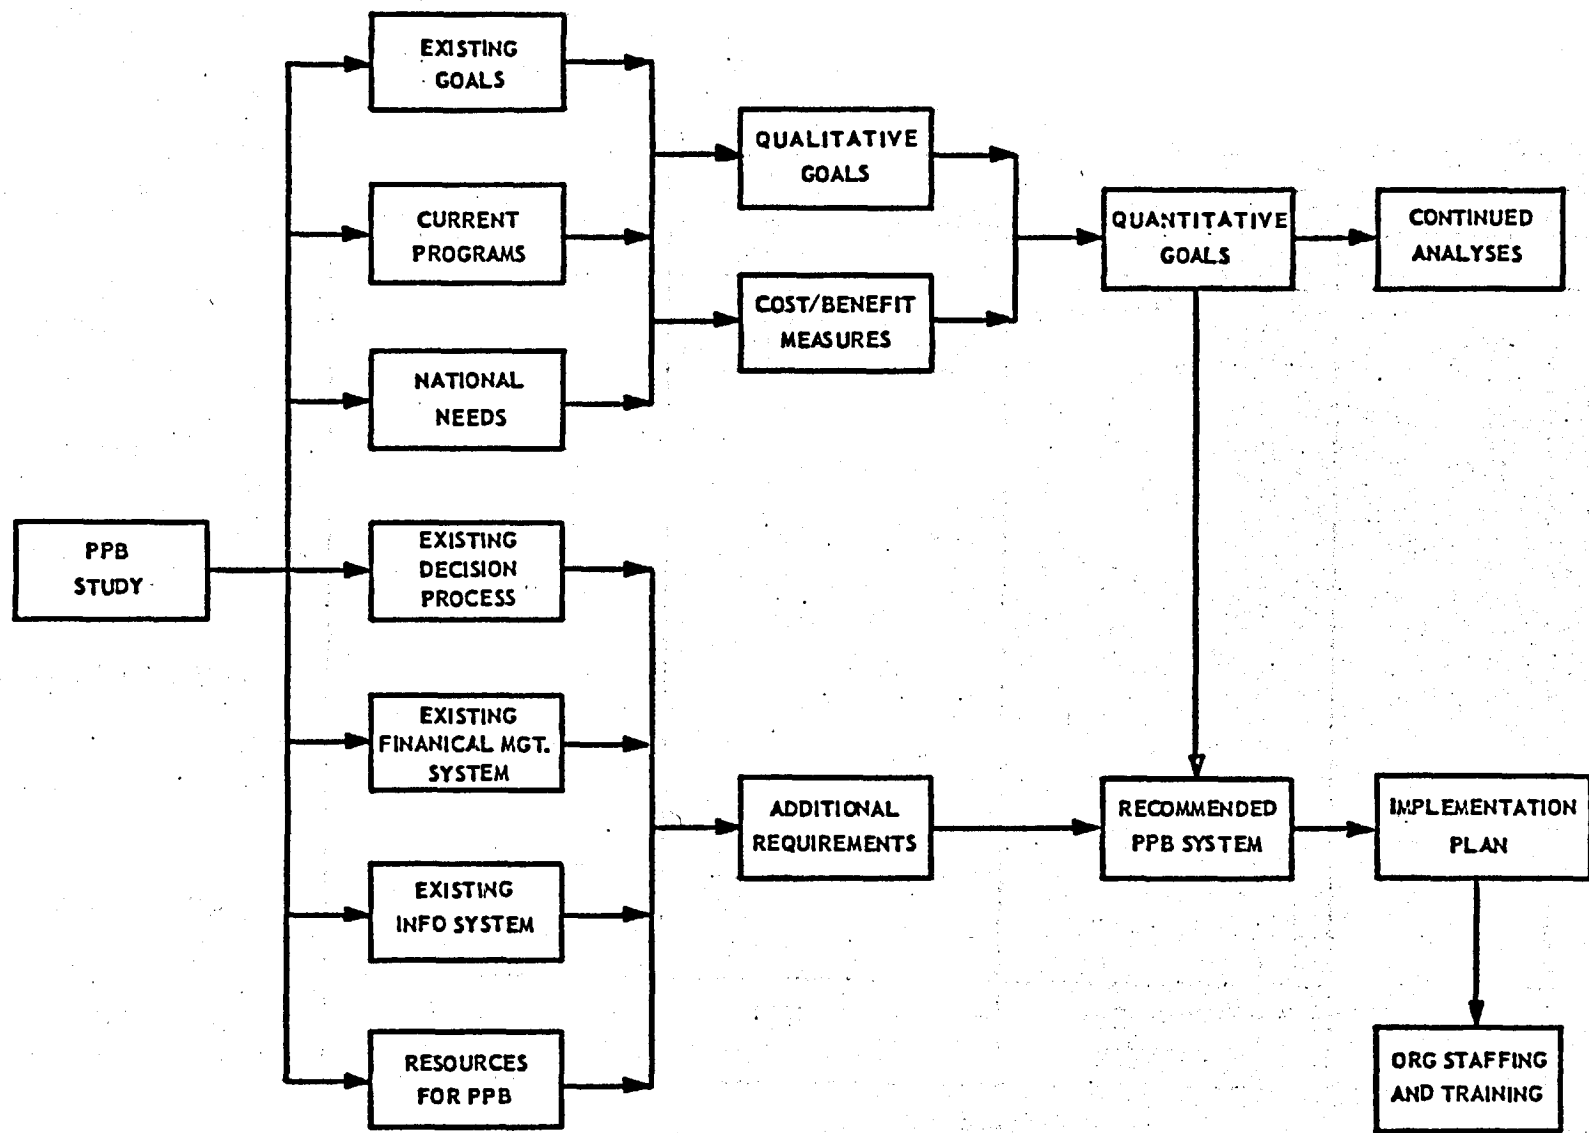 EXISTING
GOALS
CURRENT
PROGRAMS
NATIONAL
NEEDS
PPB
STUDY
EXISTING
DECISION
PROCESS
EXISTING
FINANICAL MGT.
SYSTEM
EXISTING
INFO SYSTEM
RESOURCES
FOR PPB
QUALITATIVE
GOALS
COST/BENEFIT
MEASURES
ADDITIONAL
REQUIREMENTS
QUANTITATIVE
GOALS
RECOMMENDED
PPB SYSTEM
CONTINUED
ANALYSES
IMPLEMENTATION
PLAN
ORG STAFFING
AND TRAINING